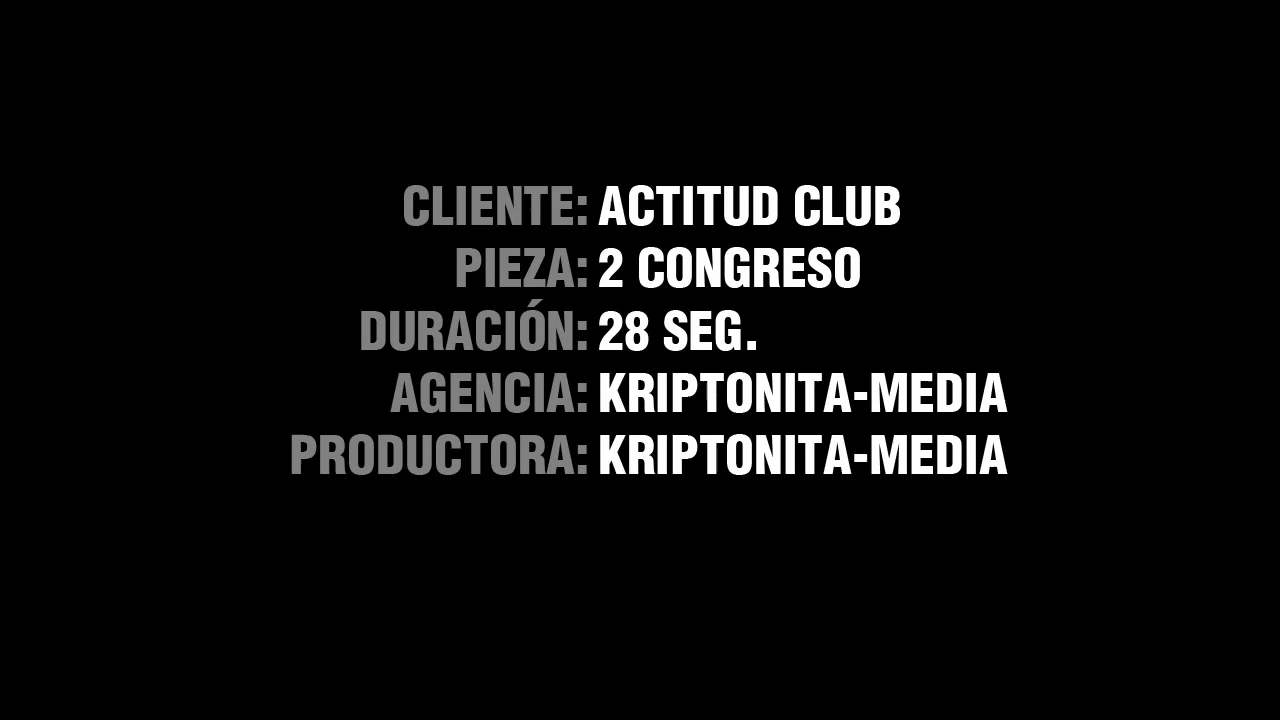 CLIENTE: ACTITUD CLUB
PIEZA: 2 CONGRESO
DURACIÓN: 28 SEG.
AGENCIA: KRIPTONITA-MEDIA
PRODUCTORA: KRIPTONITA-MEDIA